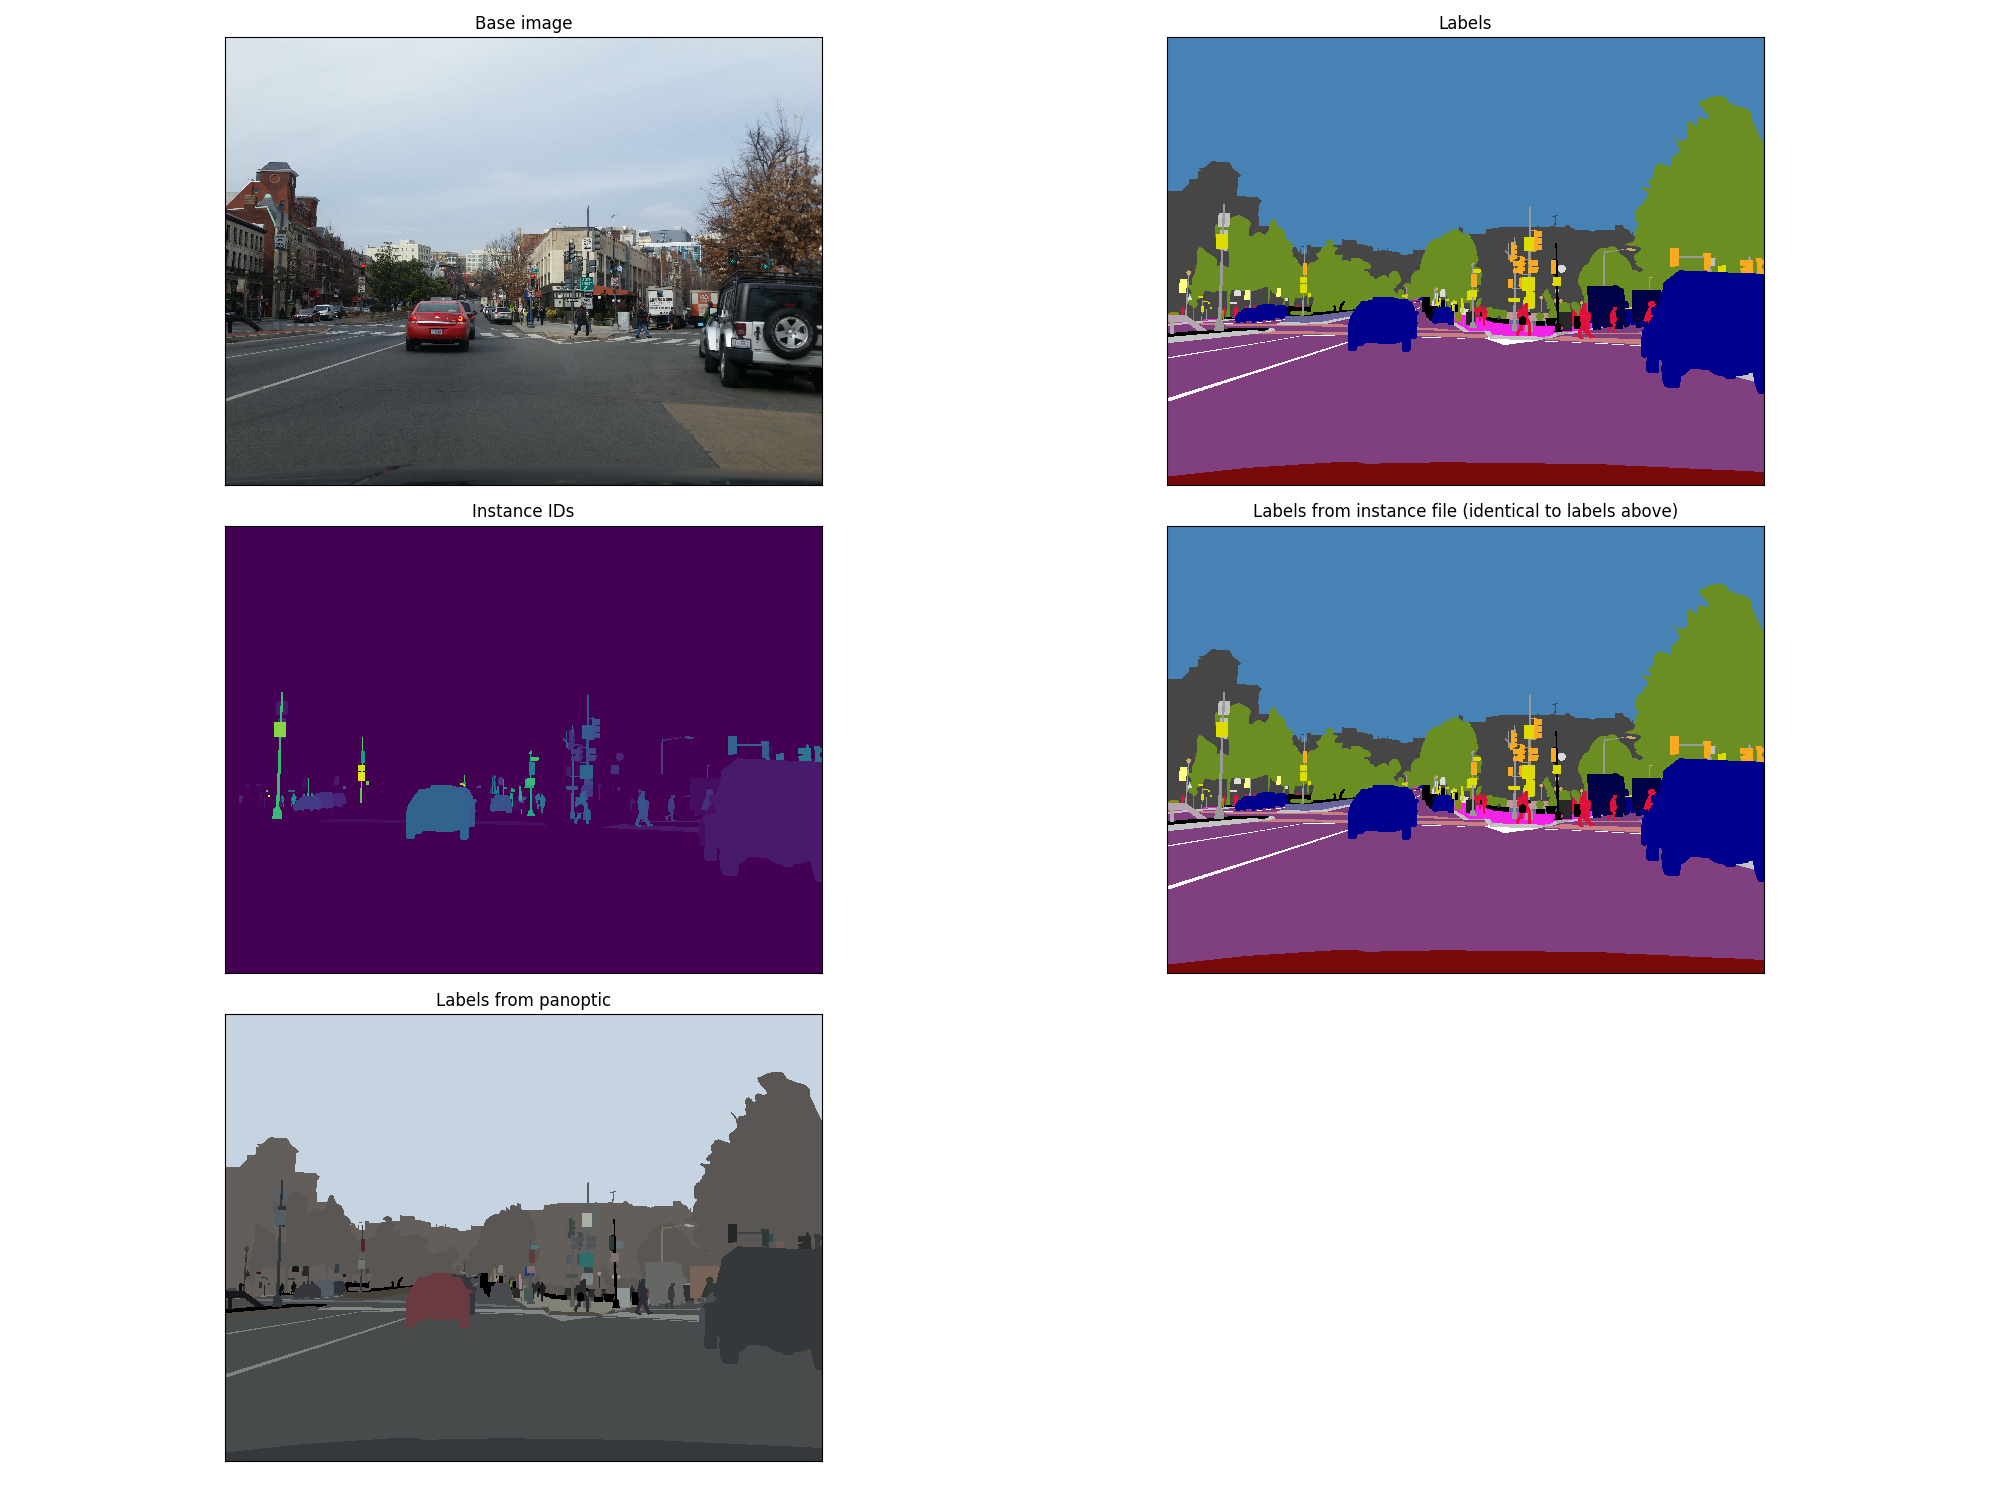 Base image
Labels
Instance IDs
Labels from instance file (identical to labels above)
Labels from panoptic